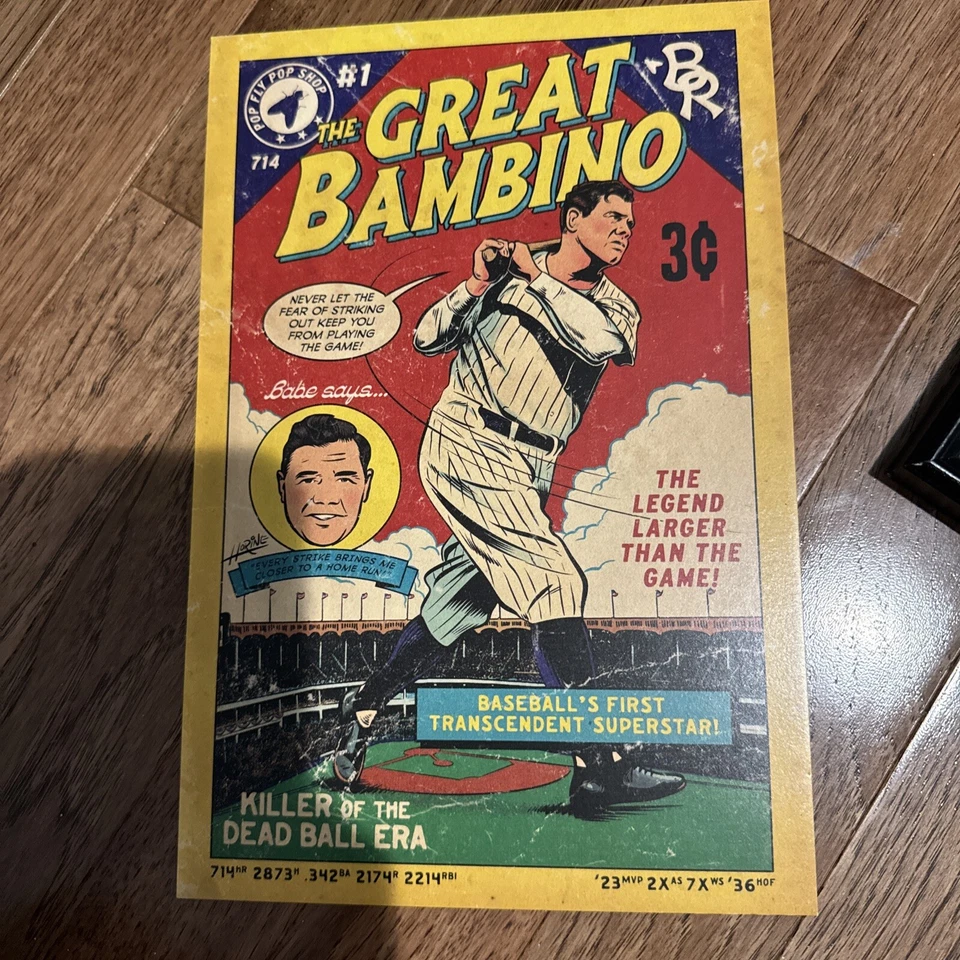 POP FLY POP SHOP
#1
714
THE GREAT
BAMBINO
BR
3¢
NEVER LET THE
FEAR OF STRIKING
OUT KEEP YOU
FROM PLAYING
THE GAME!
Babe says...
HORINE
"EVERY STRIKE BRINGS ME
CLOSER TO A HOME RUN!"
THE
LEGEND
LARGER
THAN THE
GAME!
BASEBALL'S FIRST
TRANSCENDENT SUPERSTAR!
KILLER OF THE
DEAD BALL ERA
714HR 2873H .342BA 2174R 2214RBI
'23MVP 2XAS 7XWS '36HOF